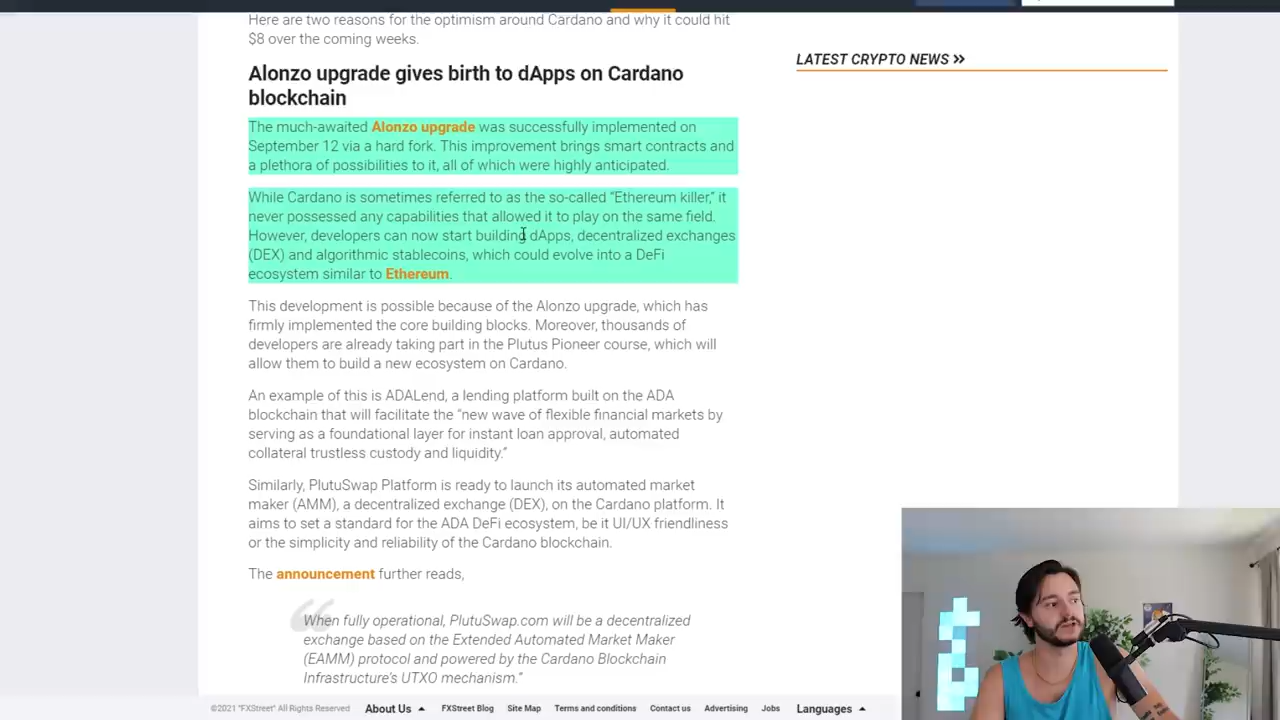 Here are two reasons for the optimism around Cardano and why it could hit
$8 over the coming weeks.
LATEST CRYPTO NEWS »
Alonzo upgrade gives birth to dApps on Cardano
blockchain
The much-awaited Alonzo upgrade was successfully implemented on
September 12 via a hard fork. This improvement brings smart contracts and
a plethora of possibilities to it, all of which were highly anticipated.
While Cardano is sometimes referred to as the so-called “Ethereum killer,” it
never possessed any capabilities that allowed it to play on the same field.
However, developers can now start building dApps, decentralized exchanges
(DEX) and algorithmic stablecoins, which could evolve into a DeFi
ecosystem similar to Ethereum.
This development is possible because of the Alonzo upgrade, which has
firmly implemented the core building blocks. Moreover, thousands of
developers are already taking part in the Plutus Pioneer course, which will
allow them to build a new ecosystem on Cardano.
An example of this is ADALend, a lending platform built on the ADA
blockchain that will facilitate the “new wave of flexible financial markets by
serving as a foundational layer for instant loan approval, automated
collateral trustless custody and liquidity.”
Similarly, PlutuSwap Platform is ready to launch its automated market
maker (AMM), a decentralized exchange (DEX), on the Cardano platform. It
aims to set a standard for the ADA DeFi ecosystem, be it UI/UX friendliness
or the simplicity and reliability of the Cardano blockchain.
The announcement further reads,
“When fully operational, PlutuSwap.com will be a decentralized
exchange based on the Extended Automated Market Maker
(EAMM) protocol and powered by the Cardano Blockchain
Infrastructure's UTXO mechanism.”
©2021 "FXStreet" All Rights Reserved About Us FXStreet Blog Site Map Terms and conditions Contact us Advertising Jobs Languages